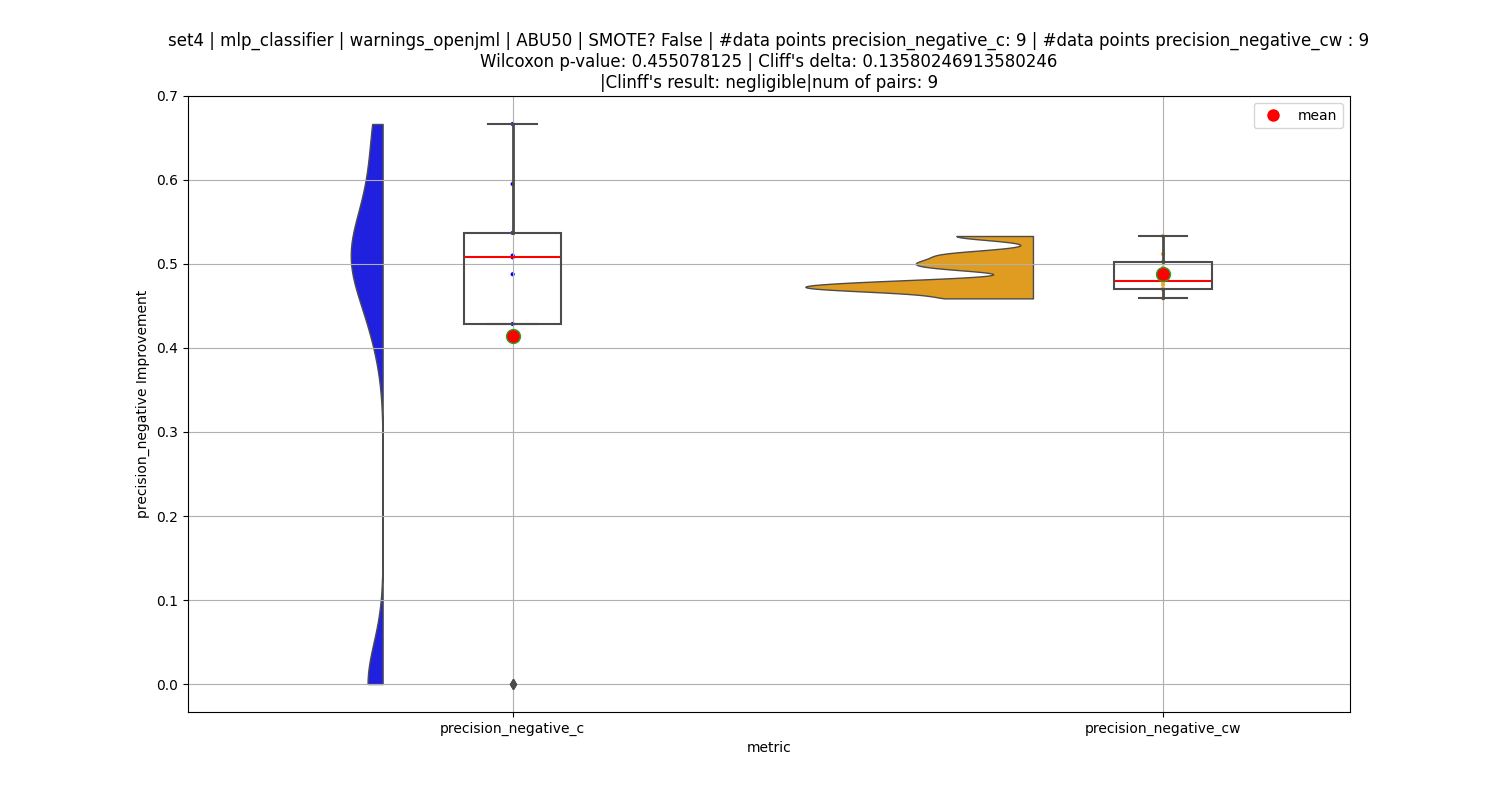 set4 | mlp_classifier | warnings_openjml | ABU50 | SMOTE? False | #data points precision_negative_c: 9 | #data points precision_negative_cw : 9
Wilcoxon p-value: 0.455078125 | Cliff's delta: 0.13580246913580246
|Clinff's result: negligible|num of pairs: 9
mean
0.7
0.6
0.5
0.4
0.3
0.2
0.1
0.0
precision_negative Improvement
precision_negative_c
precision_negative_cw
metric